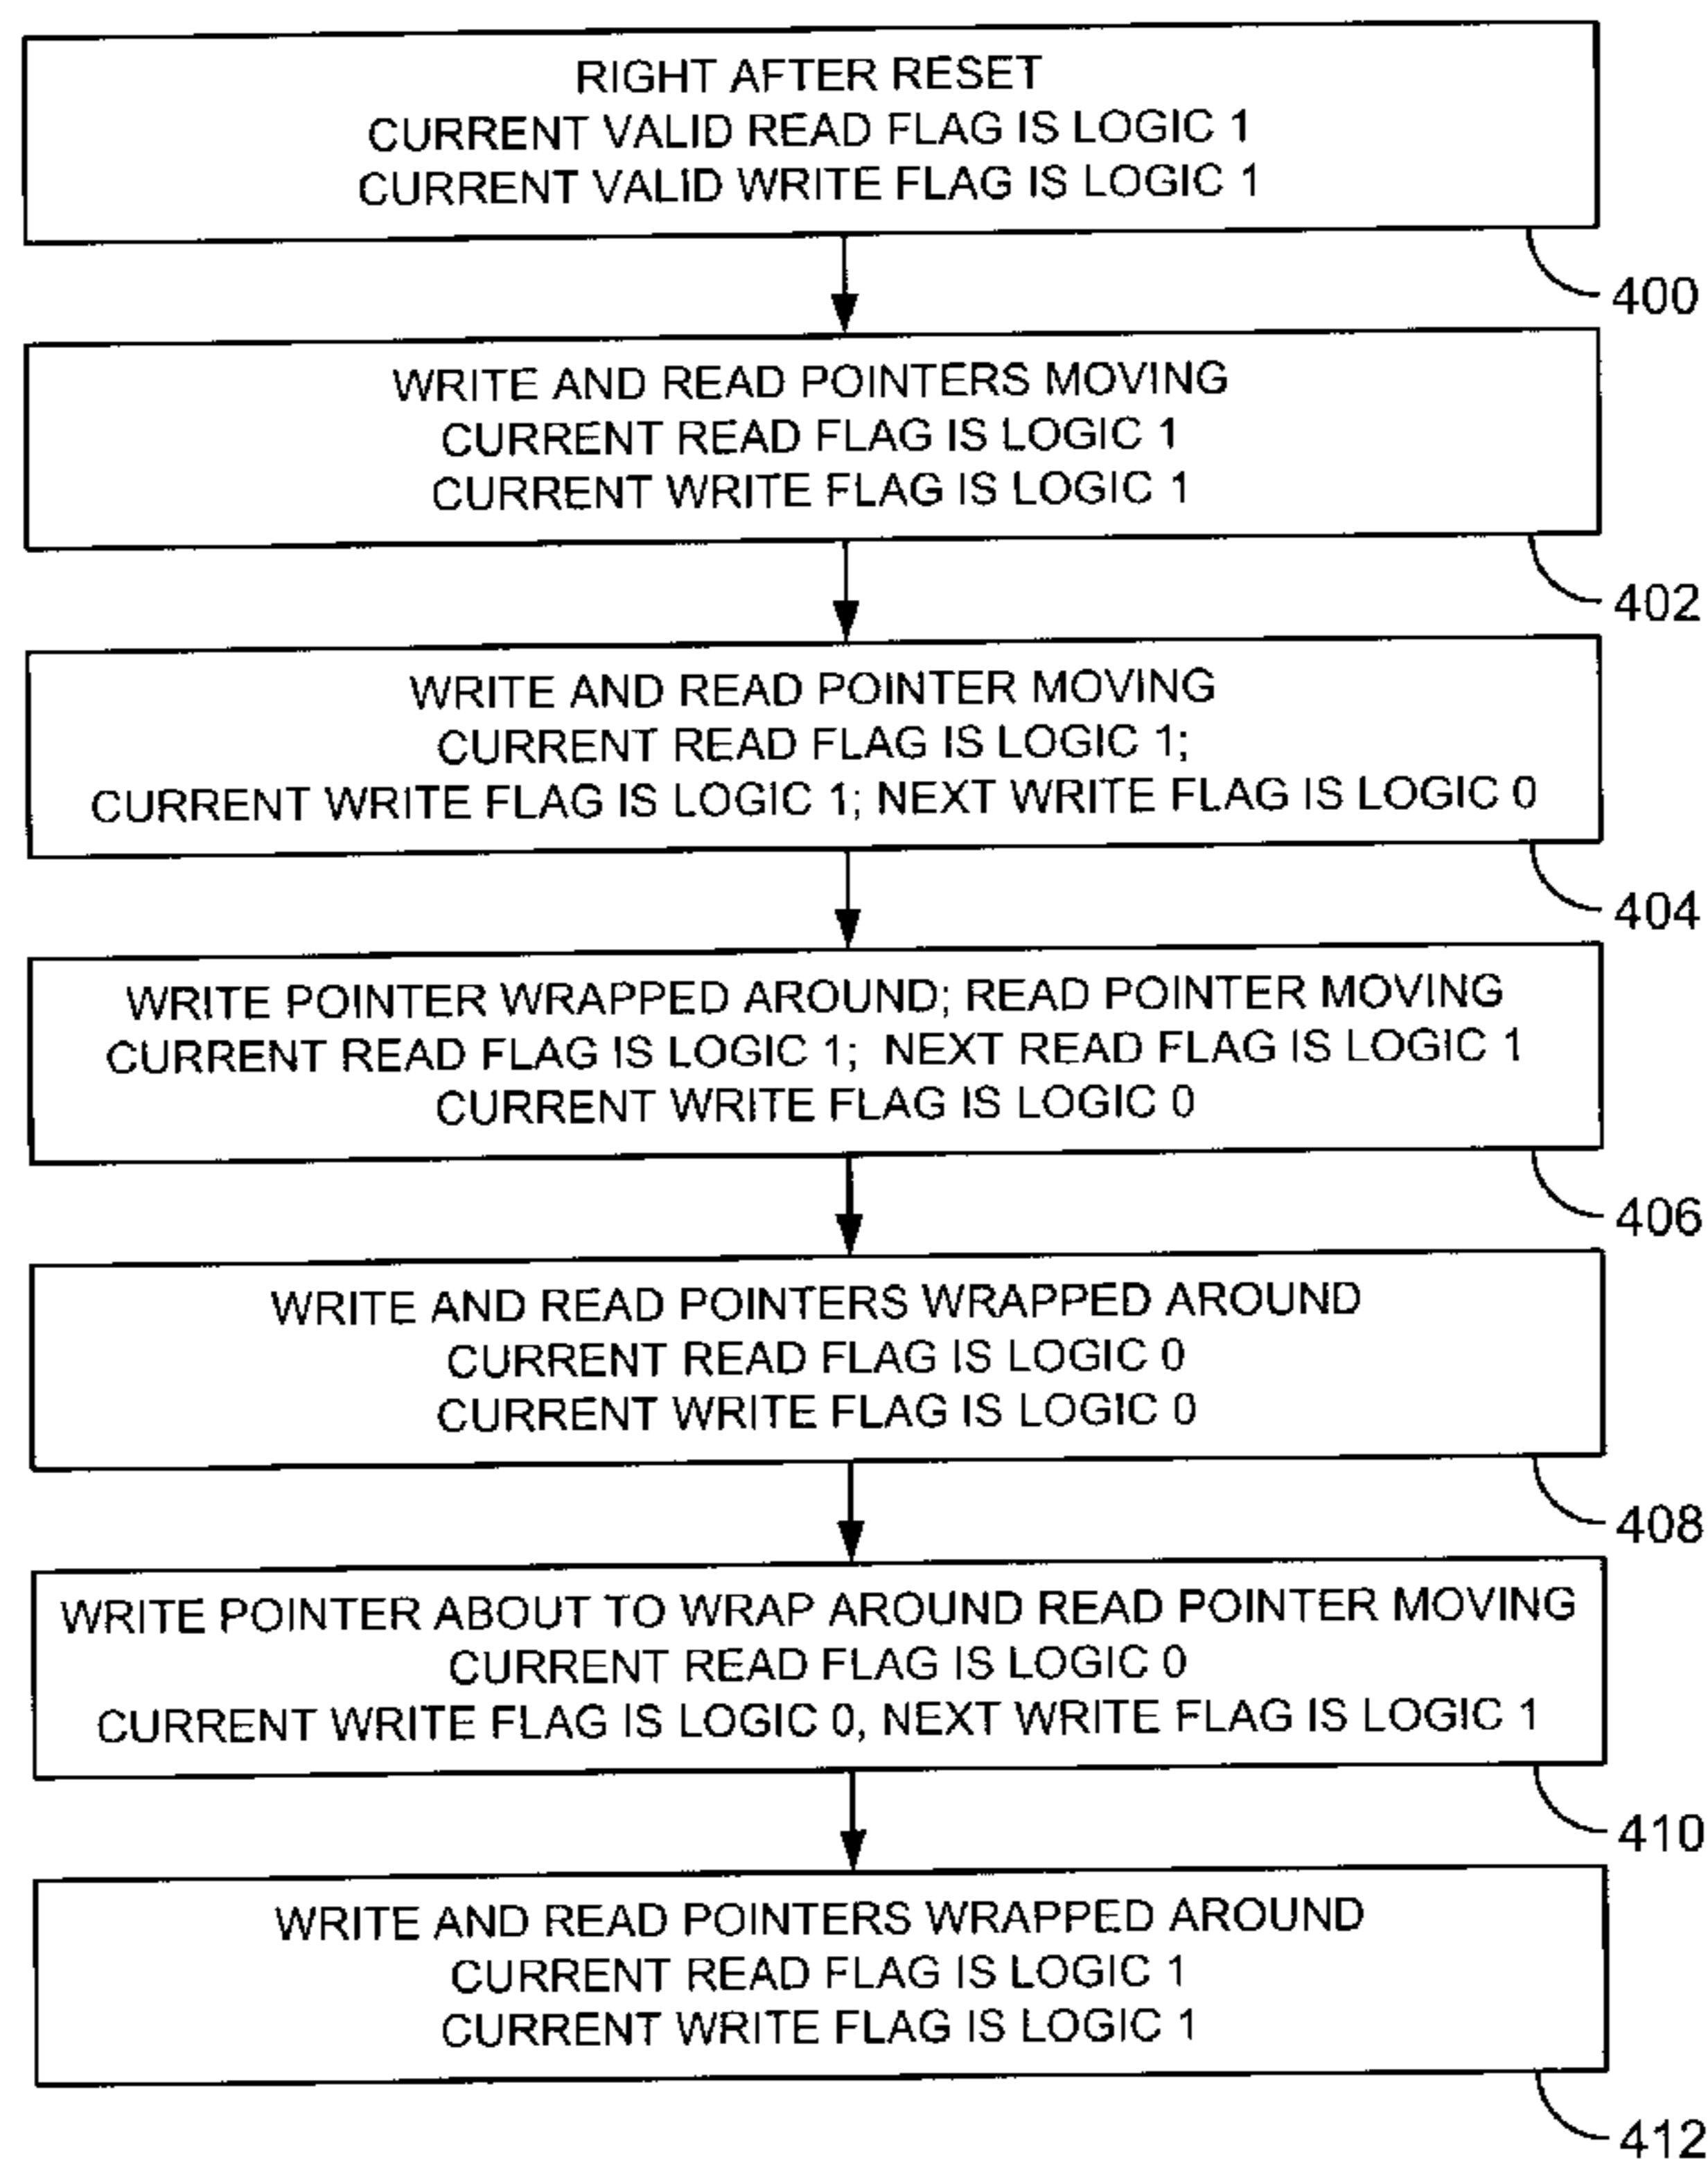 RIGHT AFTER RESET
CURRENT VALID READ FLAG IS LOGIC 1
CURRENT VALID WRITE FLAG IS LOGIC 1
400
WRITE AND READ POINTERS MOVING
CURRENT READ FLAG IS LOGIC 1
CURRENT WRITE FLAG IS LOGIC 1
402
WRITE AND READ POINTER MOVING
CURRENT READ FLAG IS LOGIC 1;
CURRENT WRITE FLAG IS LOGIC 1; NEXT WRITE FLAG IS LOGIC 0
404
WRITE POINTER WRAPPED AROUND; READ POINTER MOVING
CURRENT READ FLAG IS LOGIC 1; NEXT READ FLAG IS LOGIC 1
CURRENT WRITE FLAG IS LOGIC 0
406
WRITE AND READ POINTERS WRAPPED AROUND
CURRENT READ FLAG IS LOGIC 0
CURRENT WRITE FLAG IS LOGIC 0
408
WRITE POINTER ABOUT TO WRAP AROUND READ POINTER MOVING
CURRENT READ FLAG IS LOGIC 0
CURRENT WRITE FLAG IS LOGIC 0, NEXT WRITE FLAG IS LOGIC 1
410
WRITE AND READ POINTERS WRAPPED AROUND
CURRENT READ FLAG IS LOGIC 1
CURRENT WRITE FLAG IS LOGIC 1
412